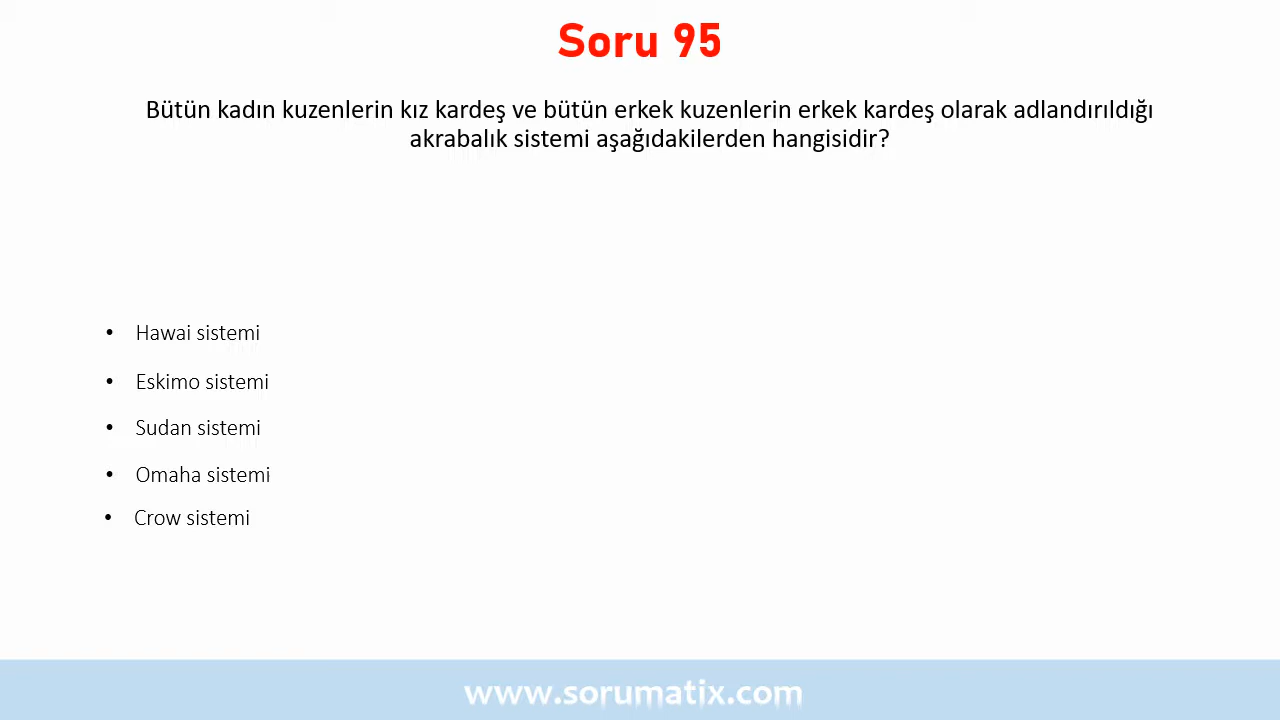 Soru 95
Bütün kadın kuzenlerin kız kardeş ve bütün erkek kuzenlerin erkek kardeş olarak adlandırıldığı
akrabalık sistemi aşağıdakilerden hangisidir?
• Hawai sistemi
• Eskimo sistemi
• Sudan sistemi
• Omaha sistemi
• Crow sistemi
www.sorumatix.com